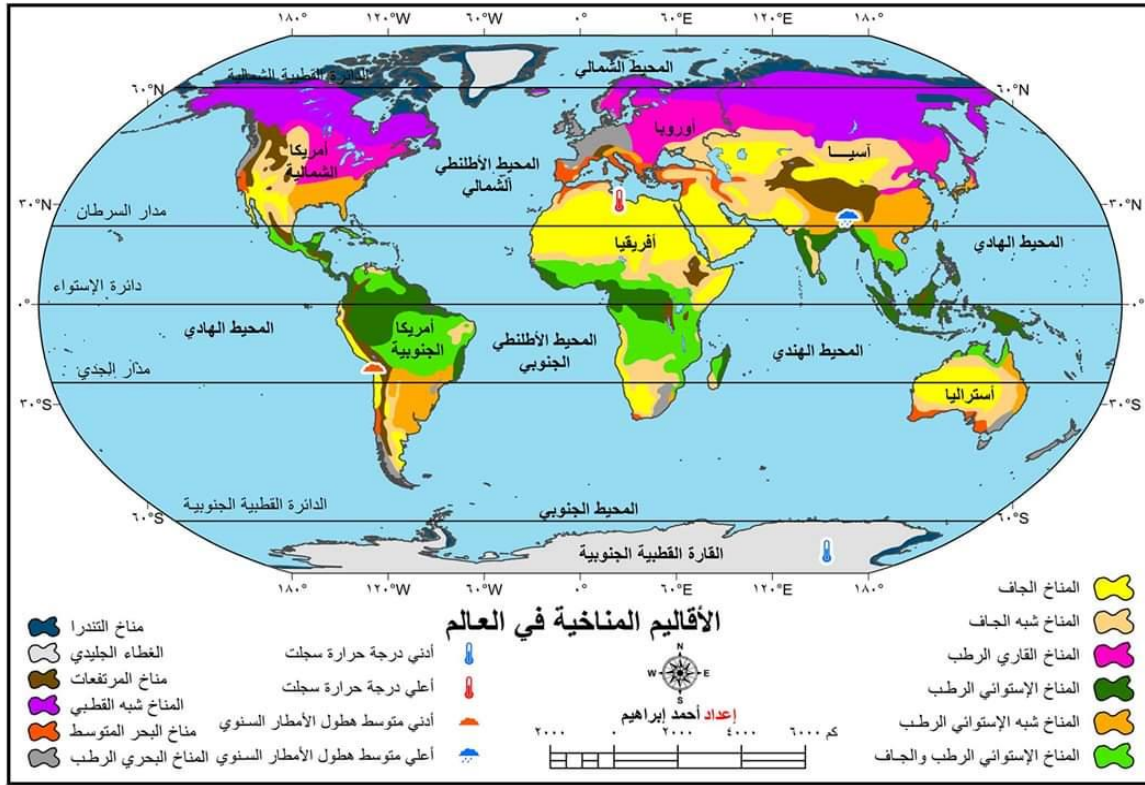 ١٨٠° ١٢٠°W ٦٠°W ٠° ٦٠°E ١٢٠°E ١٨٠°
المحيط الشمالي
الدائرة القطبية الشمالية
٦٠°N ٦٠°N
أوروبا
آسيـــا
أمريكا
الشمالية
المحيط الأطلنطي
الشمالي
٣٠°N ٣٠°N
مدار السرطان
أفريقيا
المحيط الهادي
دائرة الإستواء
٠° ٠°
المحيط الهادي
أمريكا
الجنوبية
المحيط الأطلنطي
الجنوبي
المحيط الهندي
مدار الجدي
أستراليا
٣٠°S ٣٠°S
الدائرة القطبية الجنوبية
المحيط الجنوبي
٦٠°S ٦٠°S
القارة القطبية الجنوبية
١٨٠° ١٢٠°W ٦٠°W ٠° ٦٠°E ١٢٠°E ١٨٠°
الأقاليم المناخية في العالم
N
W E
S
إعداد أحمد إبراهيم
٢٠٠٠ ٠ ٢٠٠٠ ٤٠٠٠ ٦٠٠٠ كم
المناخ الجاف
المناخ شبه الجاف
المناخ القاري الرطب
المناخ الإستوائي الرطب
المناخ شبه الإستوائي الرطب
المناخ الإستوائي الرطب والجاف
أدني درجة حرارة سجلت
أعلي درجة حرارة سجلت
أدني متوسط هطول الأمطار السنوي
أعلي متوسط هطول الأمطار السنوي
مناخ التندرا
الغطاء الجليدي
مناخ المرتفعات
المناخ شبه القطبي
مناخ البحر المتوسط
المناخ البحري الرطب